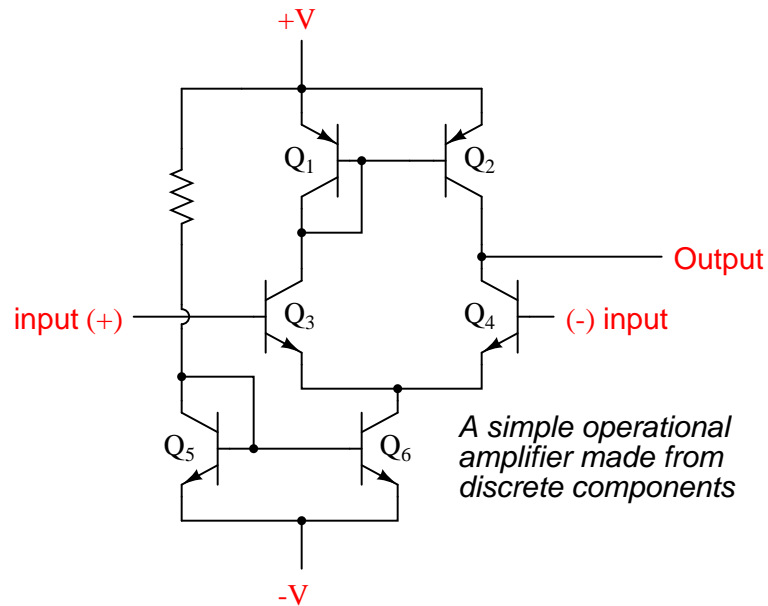 +V
Q1
Q2
Output
input (+)
Q3
Q4
(-) input
Q5
Q6
A simple operational
amplifier made from
discrete components
-V